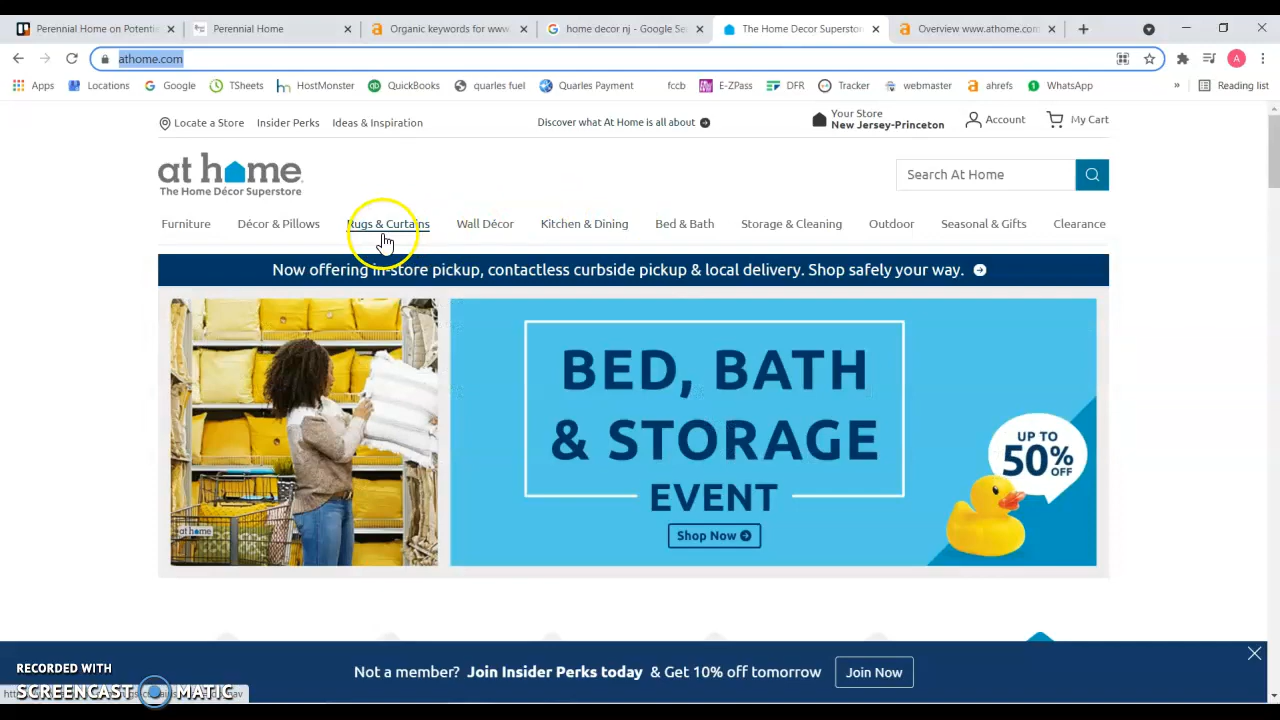 Perennial Home on Potenti
Perennial Home
Organic keywords for www
home decor nj - Google Se
The Home Decor Supersto
Overview www.athome.com
athome.com
A
Apps
Locations
Google
TSheets
HostMonster
QuickBooks
quarles fuel
Quarles Payment
fccb
E-ZPass
DFR
Tracker
webmaster
ahrefs
WhatsApp
»
Reading list
Locate a Store
Insider Perks
Ideas & Inspiration
Discover what At Home is all about
Your Store
New Jersey-Princeton
Account
My Cart
at home.
The Home Décor Superstore
Search At Home
Furniture
Décor & Pillows
Rugs & Curtains
Wall Décor
Kitchen & Dining
Bed & Bath
Storage & Cleaning
Outdoor
Seasonal & Gifts
Clearance
Now offering in-store pickup, contactless curbside pickup & local delivery. Shop safely your way.
BED, BATH
& STORAGE
EVENT
Shop Now
UP TO
50% OFF
at home
Not a member? Join Insider Perks today & Get 10% off tomorrow
Join Now
RECORDED WITH
SCREENCAST MATIC